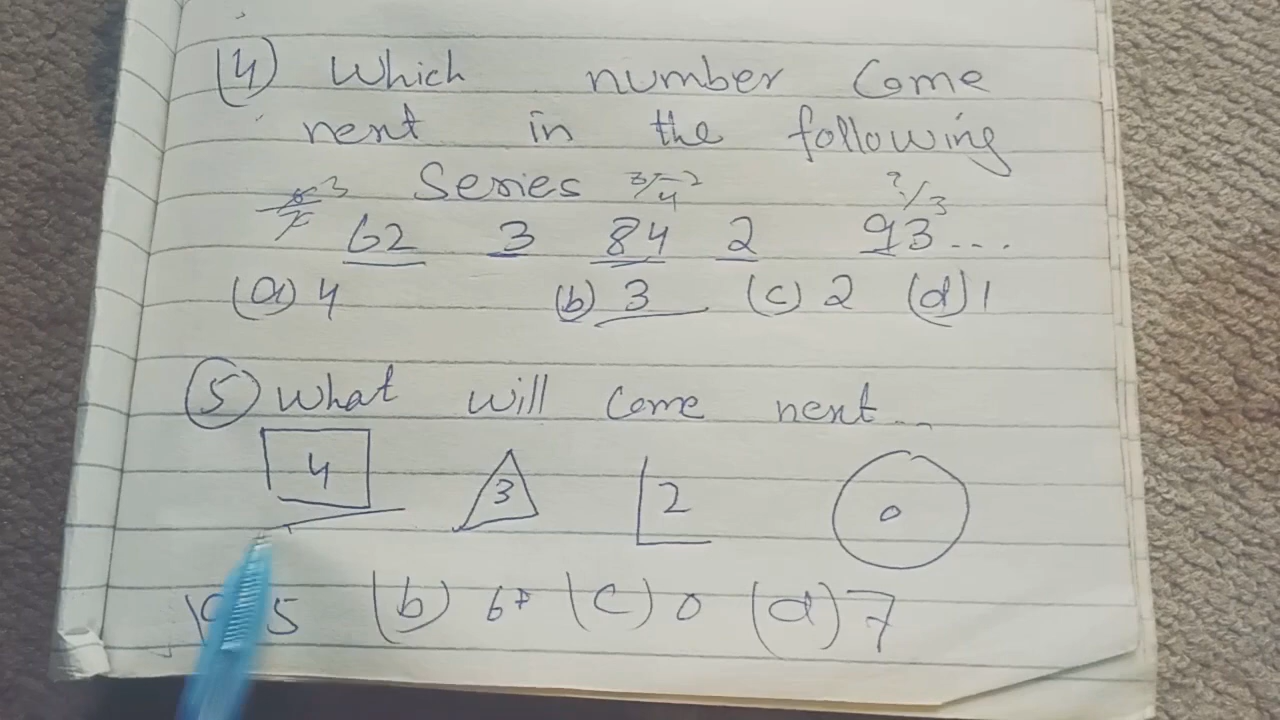 (4) Which number Come
next in the following
Series
62 3 84 2 93...
(a) 4 (b) 3 (c) 2 (d) 1
(5) What will come next...
4 3 2 0
5 (b) 6 (c) 0 (d) 7